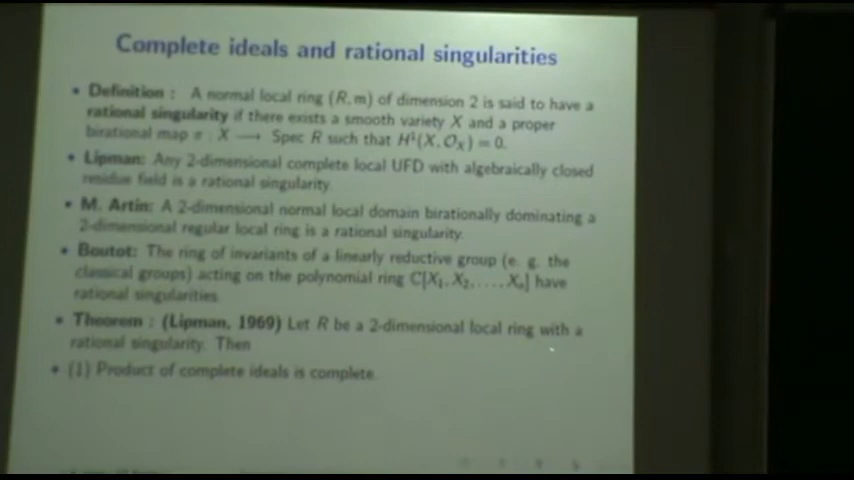 Complete ideals and rational singularities
• Definition : A normal local ring (R, m) of dimension 2 is said to have a
rational singularity if there exists a smooth variety X and a proper
birational map π : X ⟶ Spec R such that H¹(X, O_X) = 0.
• Lipman: Any 2-dimensional complete local UFD with algebraically closed
residue field is a rational singularity.
• M. Artin: A 2-dimensional normal local domain birationally dominating a
2-dimensional regular local ring is a rational singularity.
• Boutot: The ring of invariants of a linearly reductive group (e. g. the
classical groups) acting on the polynomial ring C[X₁, X₂, . . . , Xₙ] have
rational singularities.
• Theorem : (Lipman, 1969) Let R be a 2-dimensional local ring with a
rational singularity. Then
• (1) Product of complete ideals is complete.